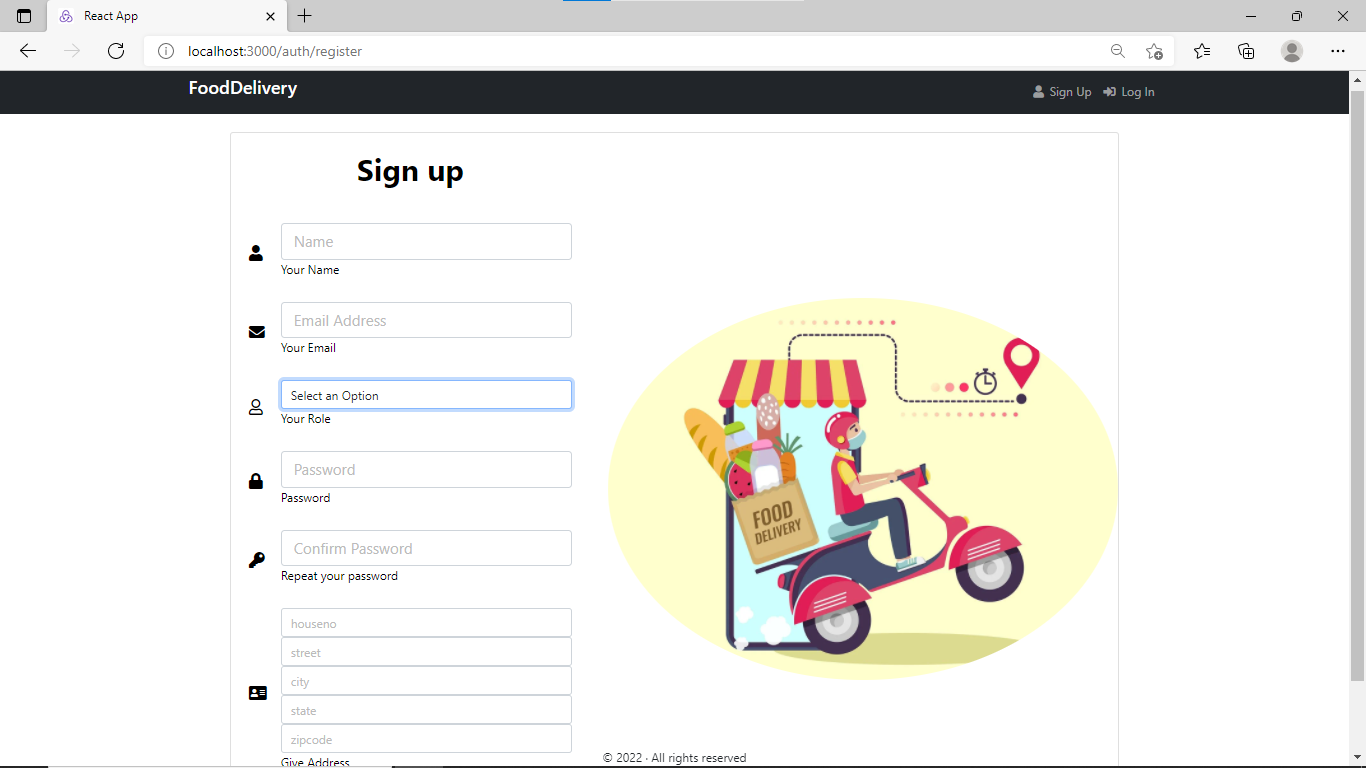 React App
localhost:3000/auth/register
FoodDelivery
Sign Up
Log In
Sign up
Name
Your Name
Email Address
Your Email
Select an Option
Your Role
Password
Password
Confirm Password
Repeat your password
houseno
street
city
state
zipcode
Give Address
FOOD
DELIVERY
© 2022 · All rights reserved